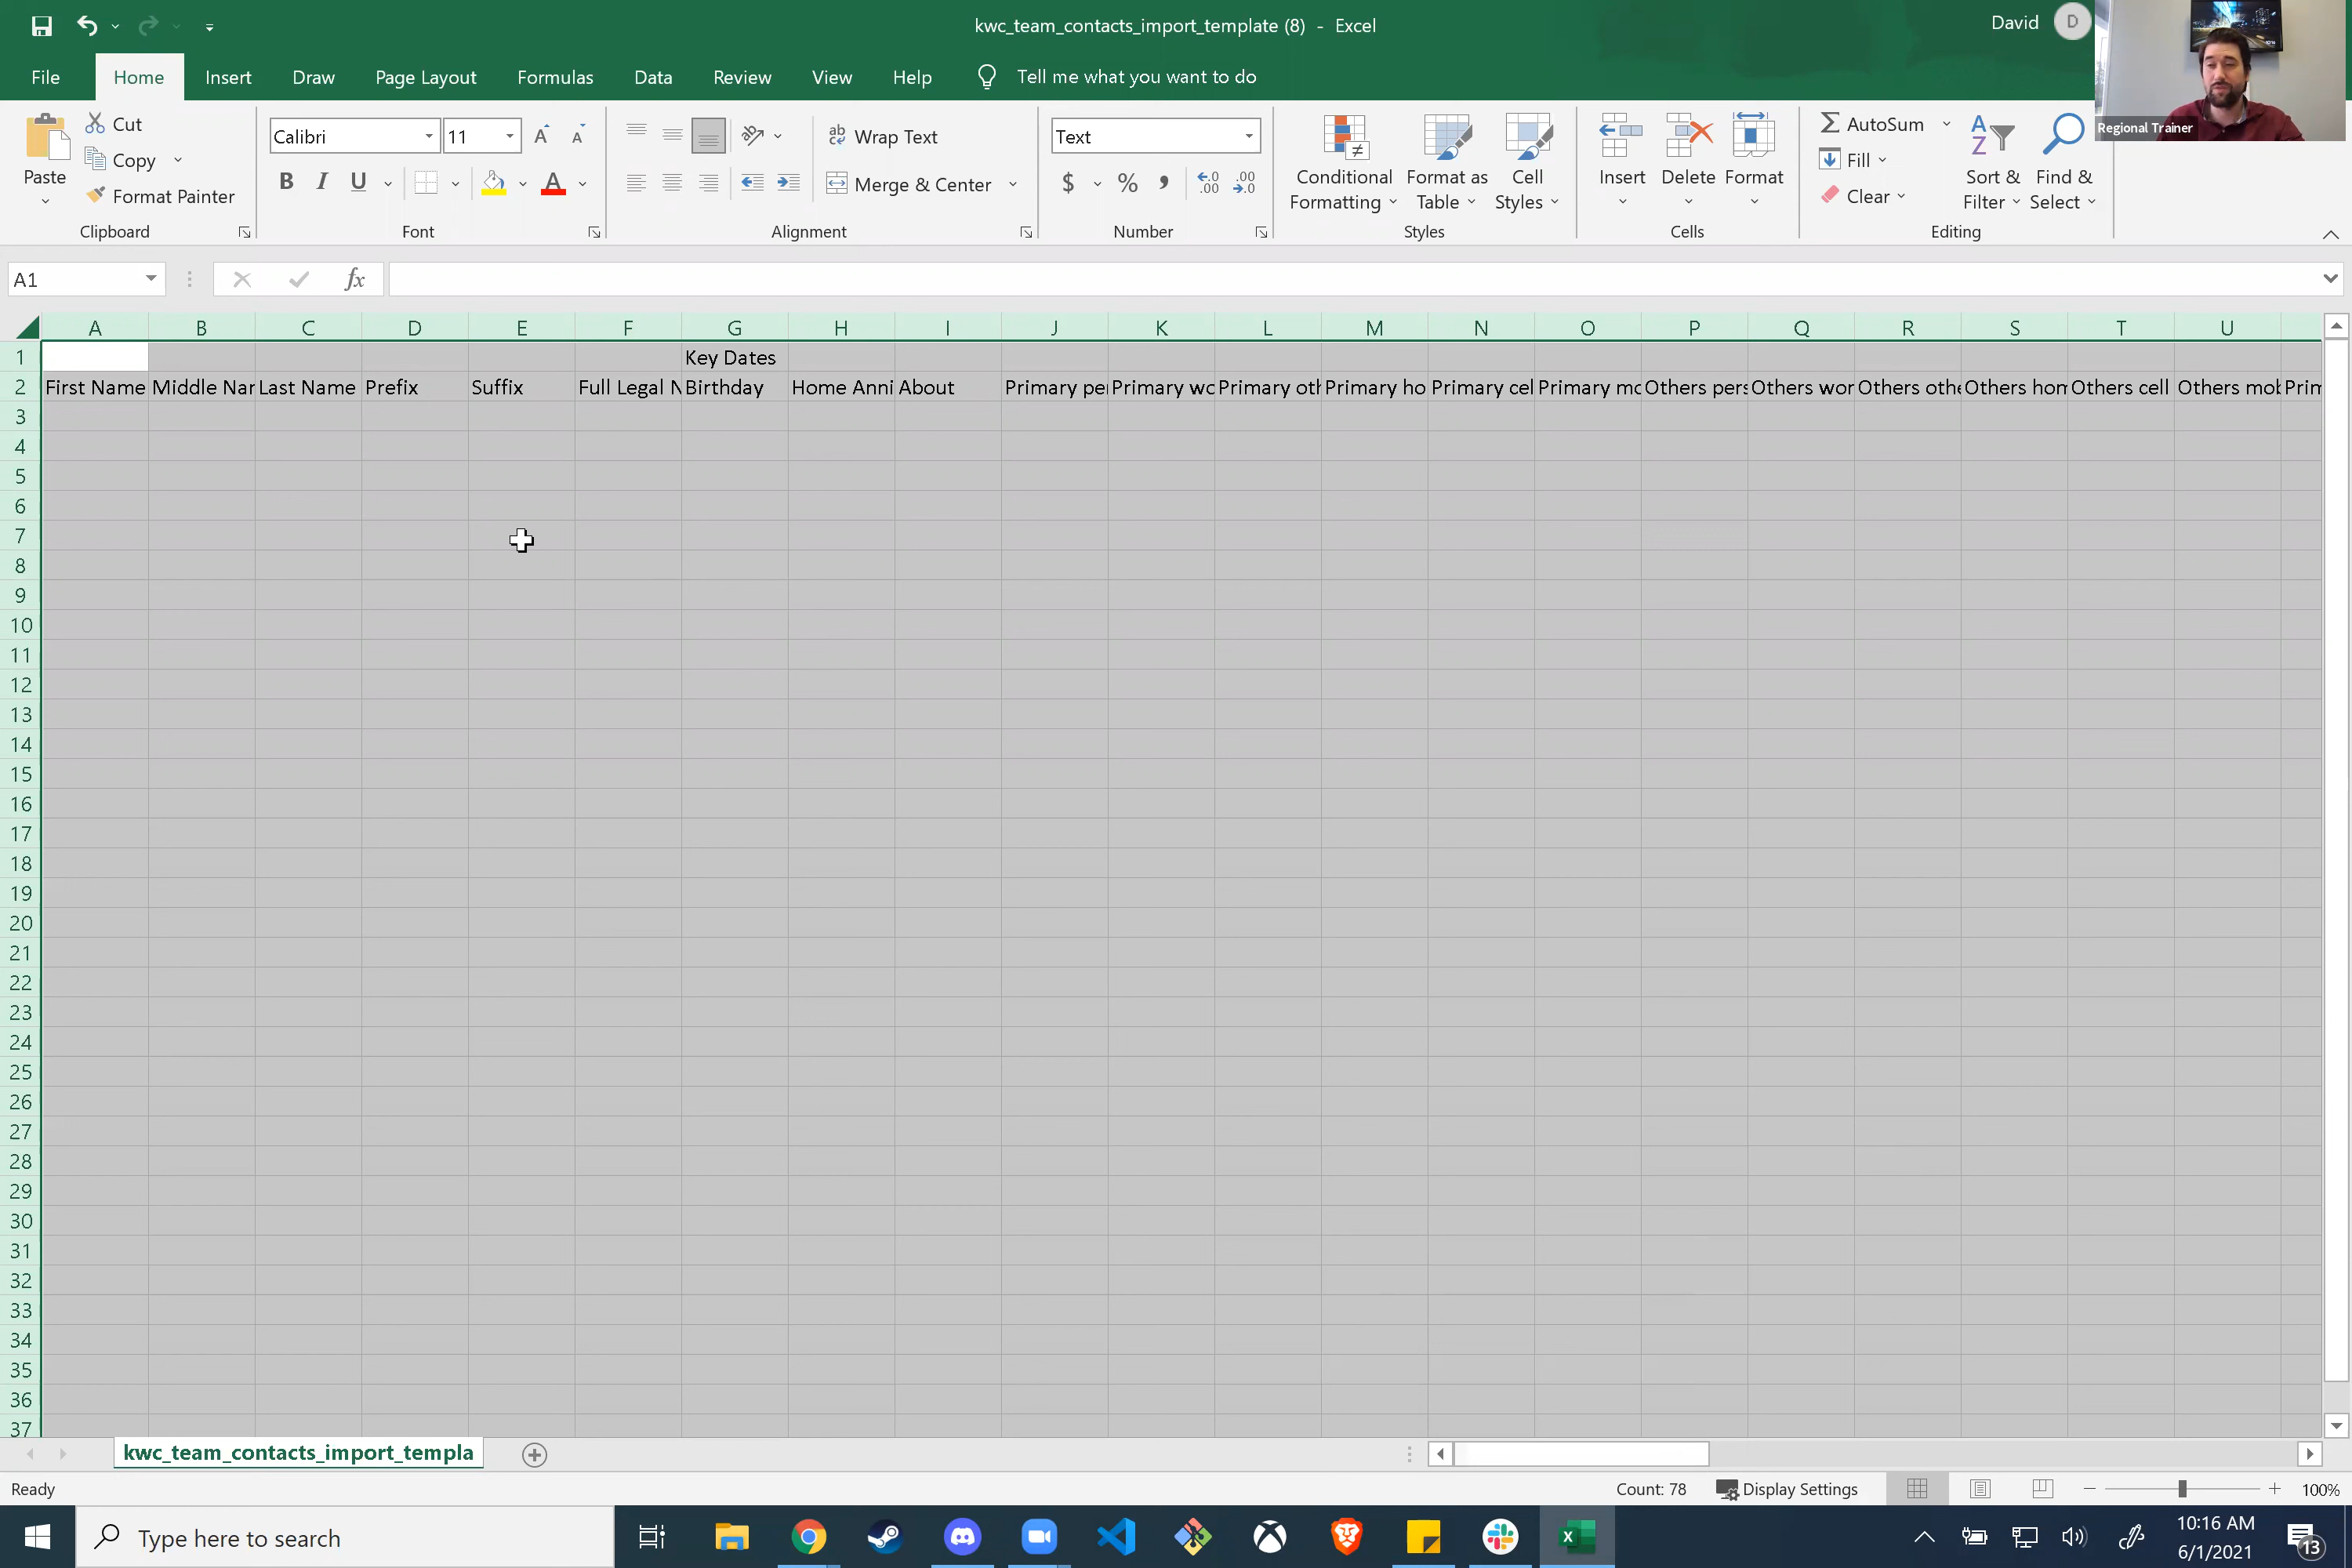 kwc_team_contacts_import_template (8) - Excel
David D
Regional Trainer
File Home Insert Draw Page Layout Formulas Data Review View Help Tell me what you want to do
Paste
Cut
Copy
Format Painter
Clipboard
Calibri 11
B I U
Font
Wrap Text
Merge & Center
Alignment
Text
$ % ,
Number
Conditional Formatting
Format as Table
Cell Styles
Styles
Insert Delete Format
Cells
AutoSum
Fill
Clear
Sort & Filter
Find & Select
Editing
A1 fx
A B C D E F G H I J K L M N O P Q R S T U
1 Key Dates
2 First Name Middle Nar Last Name Prefix Suffix Full Legal N Birthday Home Anni About Primary per Primary wo Primary oth Primary ho Primary cel Primary mo Others pers Others wor Others othe Others hom Others cell Others mob Prim
3
4
5
6
7
8
9
10
11
12
13
14
15
16
17
18
19
20
21
22
23
24
25
26
27
28
29
30
31
32
33
34
35
36
37
kwc_team_contacts_import_templa
Ready Count: 78 Display Settings 100%
Type here to search
10:16 AM
6/1/2021
13